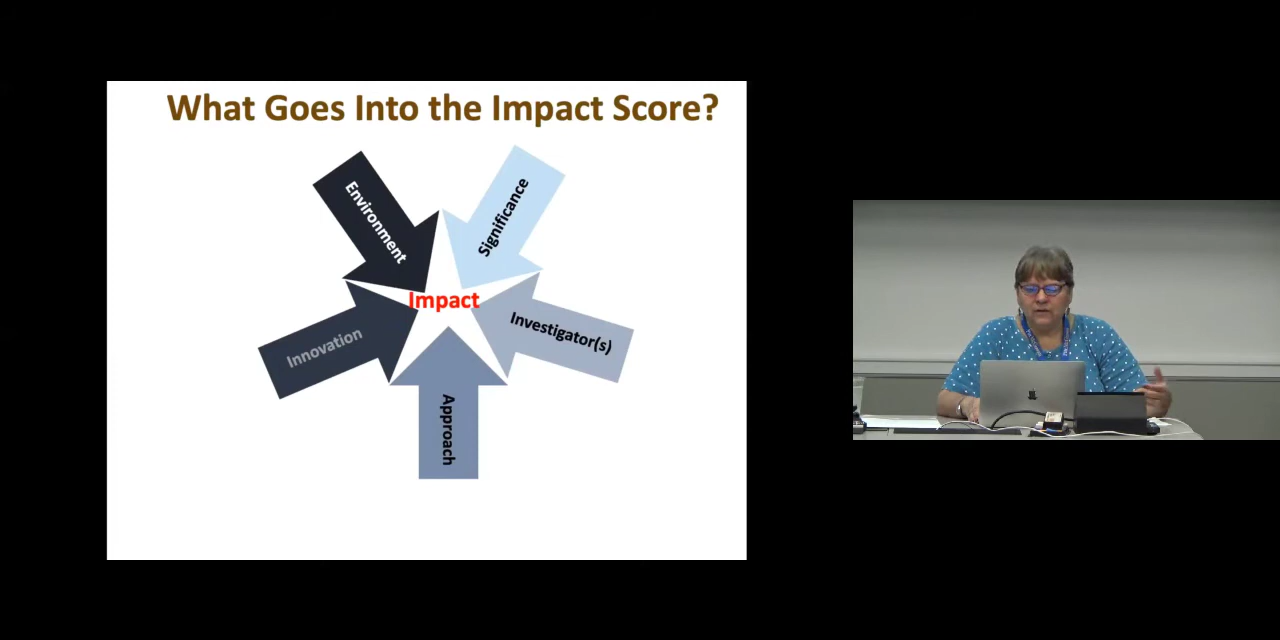 What Goes Into the Impact Score?
Environment
Significance
Impact
Innovation
Investigator(s)
Approach